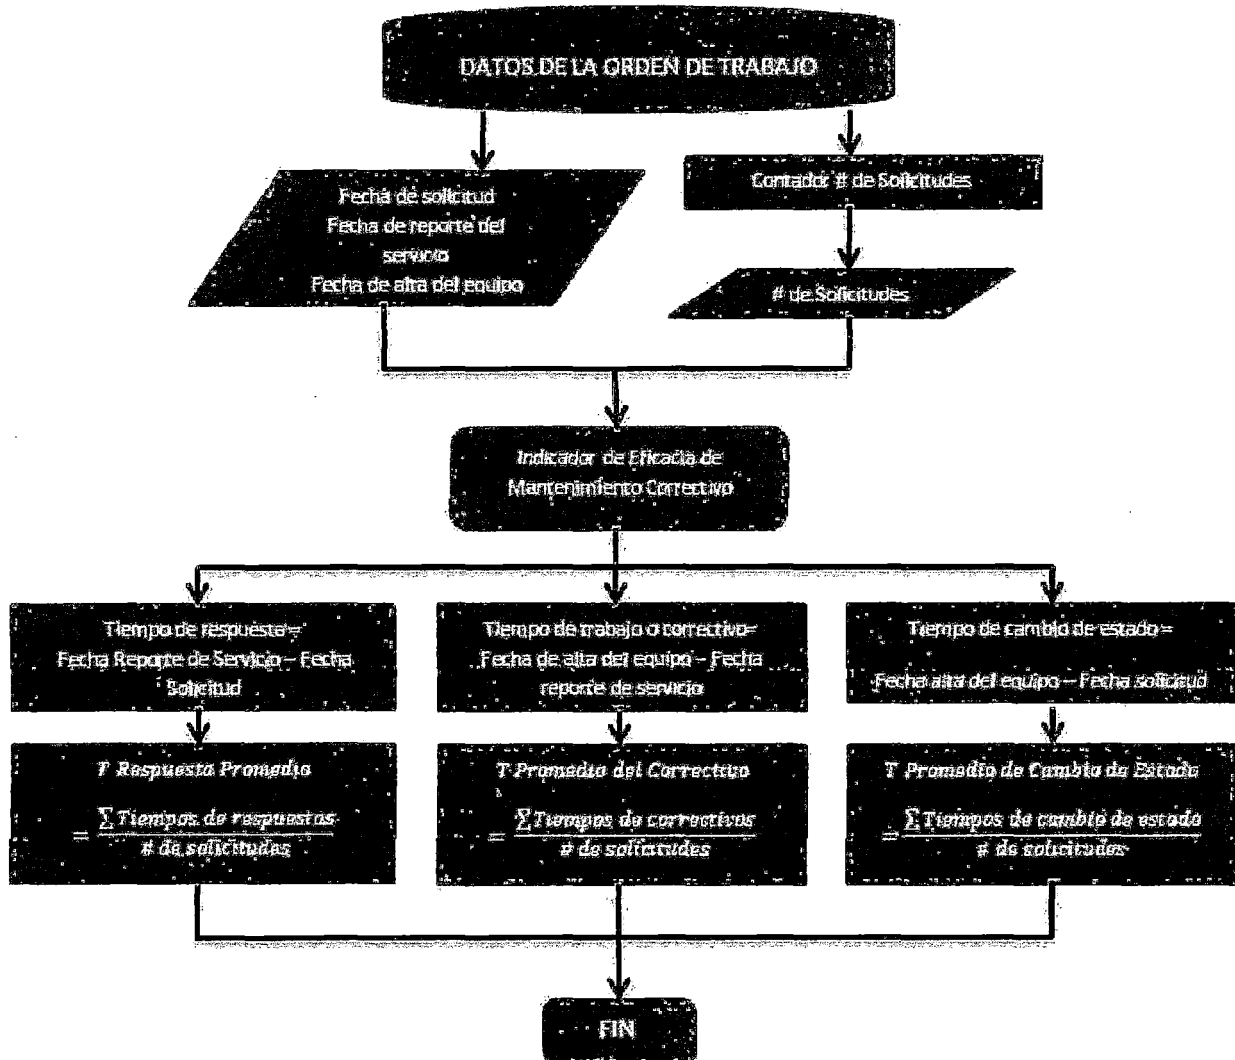 DATOS DE LA ORDEN DE TRABAJO
Fecha de solicitud
Fecha de reporte del
servicio
Fecha de alta del equipo
Contador # de Solicitudes
# de Solicitudes
Indicador de Eficacia de
Mantenimiento Correctivo
Tiempo de respuesta =
Fecha Reporte de Servicio – Fecha
Solicitud
Tiempo de trabajo o correctivo=
Fecha de alta del equipo – Fecha
reporte de servicio
Tiempo de cambio de estado =
Fecha alta del equipo – Fecha solicitud
T Respuesta Promedio
= ∑ Tiempos de respuestas
# de solicitudes
T Promedio del Correctivo
= ∑ Tiempos de correctivos
# de solicitudes
T Promedio de Cambio de Estado
= ∑ Tiempos de cambio de estado
# de solicitudes
FIN